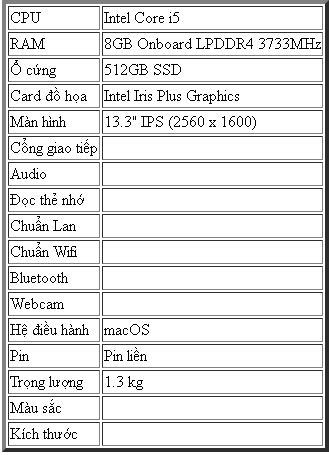 CPU Intel Core i5
RAM 8GB Onboard LPDDR4 3733MHz
Ổ cứng 512GB SSD
Card đồ họa Intel Iris Plus Graphics
Màn hình 13.3" IPS (2560 x 1600)
Cổng giao tiếp
Audio
Đọc thẻ nhớ
Chuẩn Lan
Chuẩn Wifi
Bluetooth
Webcam
Hệ điều hành macOS
Pin Pin liền
Trọng lượng 1.3 kg
Màu sắc
Kích thước